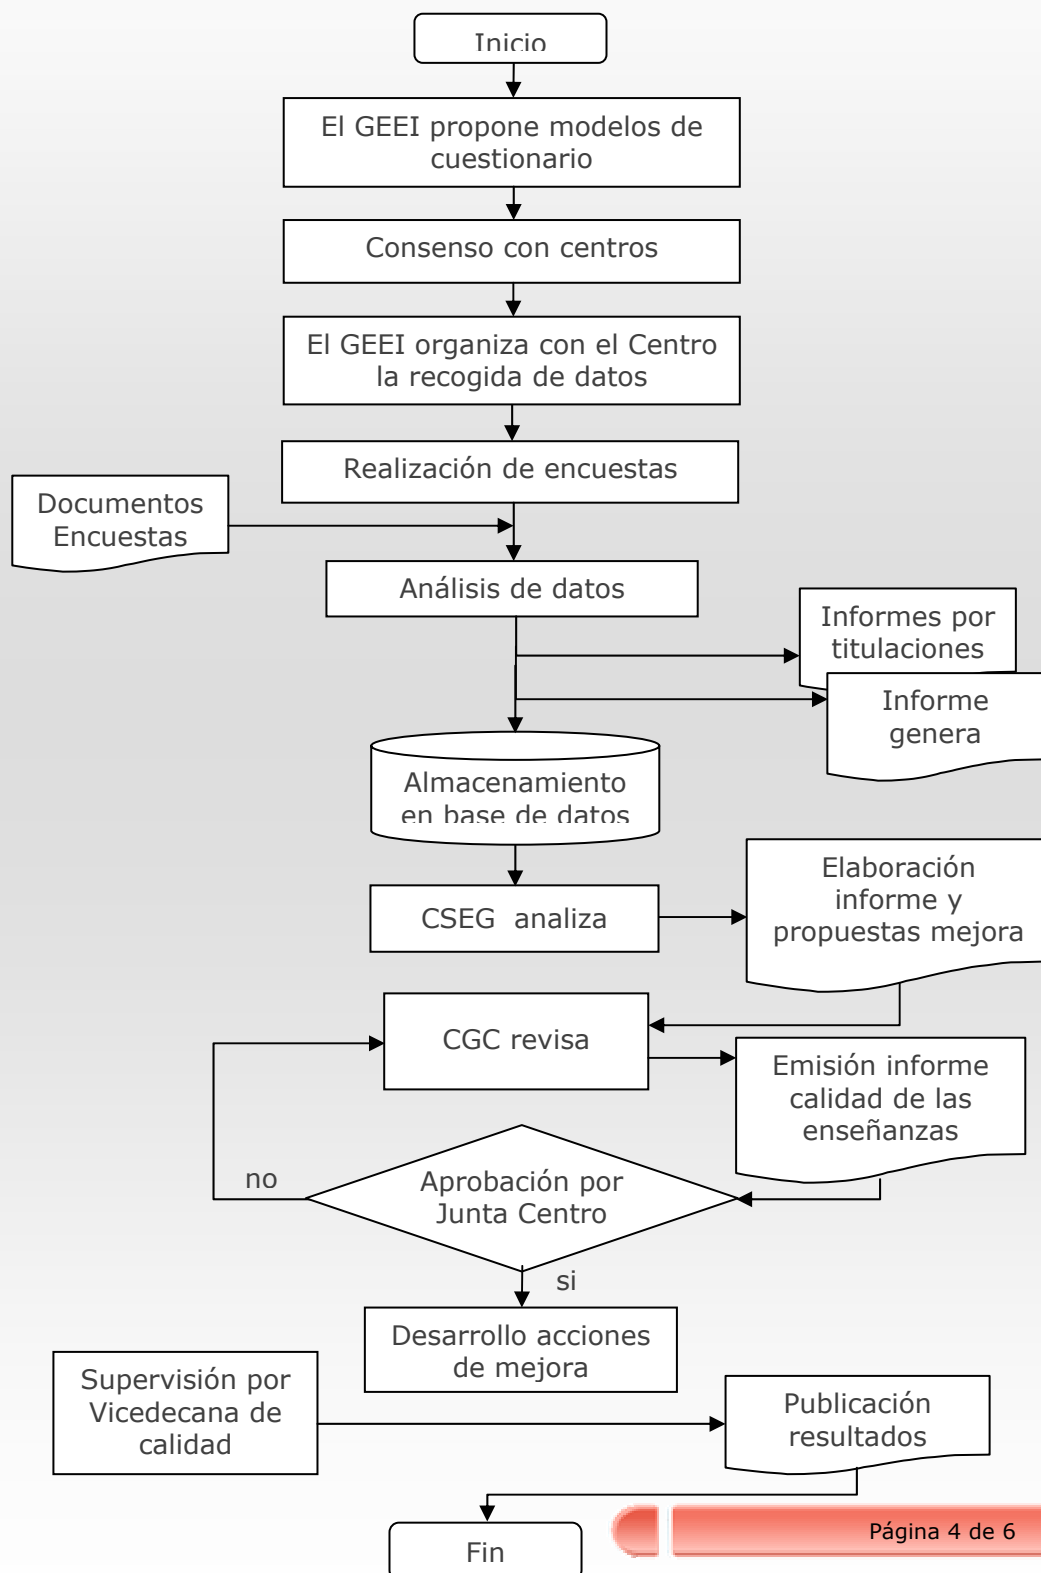 Inicio
El GEEI propone modelos de
cuestionario
Consenso con centros
El GEEI organiza con el Centro
la recogida de datos
Realización de encuestas
Documentos
Encuestas
Análisis de datos
Informes por
titulaciones
Informe
genera
Almacenamiento
en base de datos
CSEG analiza
Elaboración
informe y
propuestas mejora
CGC revisa
Emisión informe
calidad de las
enseñanzas
no
Aprobación por
Junta Centro
si
Desarrollo acciones
de mejora
Supervisión por
Vicedecana de
calidad
Publicación
resultados
Fin
Página 4 de 6